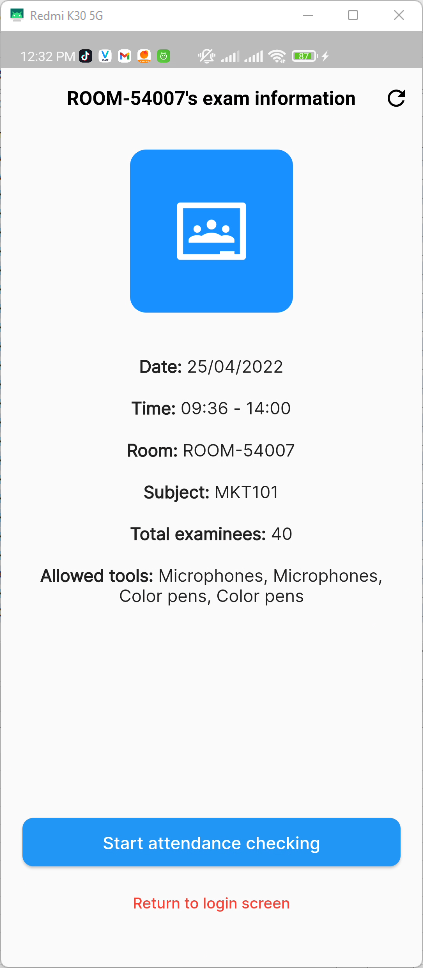 Redmi K30 5G
12:32 PM
87
ROOM-54007's exam information
Date: 25/04/2022
Time: 09:36 - 14:00
Room: ROOM-54007
Subject: MKT101
Total examinees: 40
Allowed tools: Microphones, Microphones,
Color pens, Color pens
Start attendance checking
Return to login screen